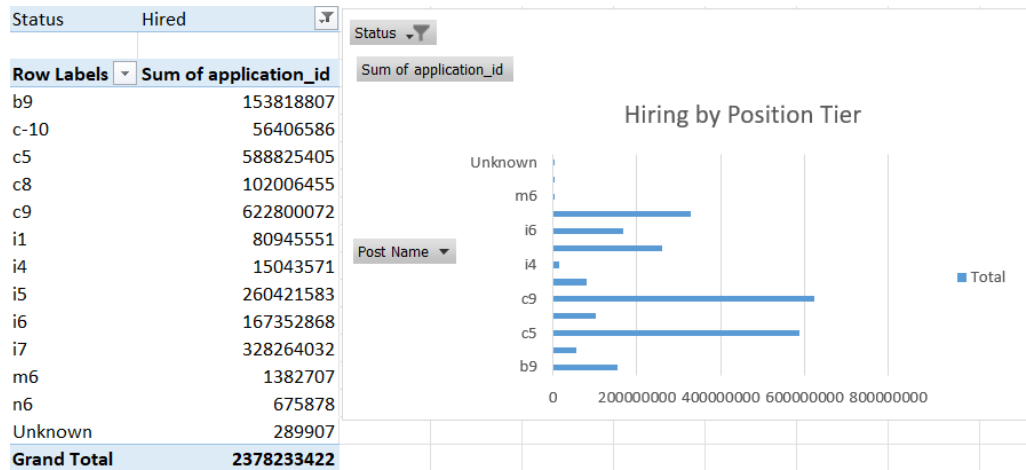 Status Hired
Row Labels Sum of application_id
b9 153818807
c-10 56406586
c5 588825405
c8 102006455
c9 622800072
i1 80945551
i4 15043571
i5 260421583
i6 167352868
i7 328264032
m6 1382707
n6 675878
Unknown 289907
Grand Total 2378233422
Status
Sum of application_id
Hiring by Position Tier
Unknown
m6
i6
Post Name
i4
Total
c9
c5
b9
0 200000000 400000000 600000000 800000000